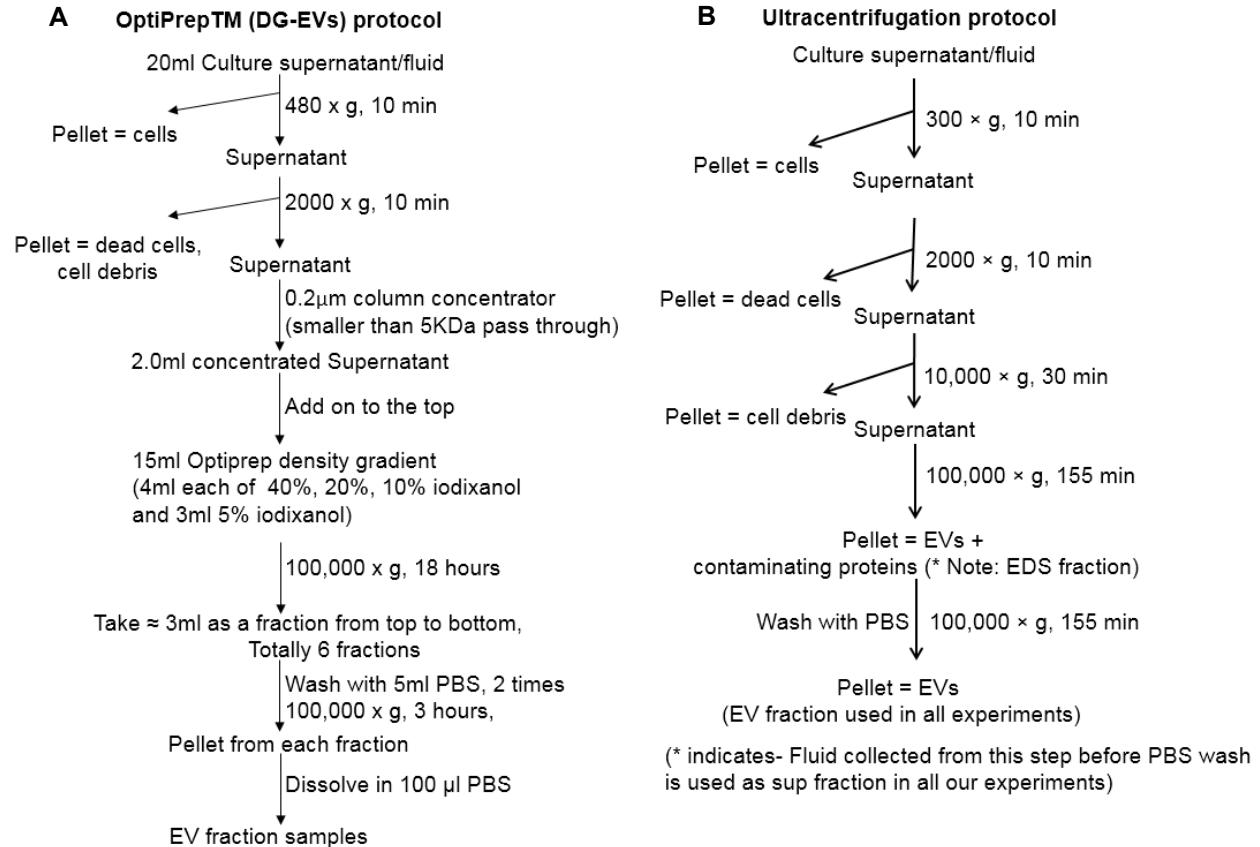 A OptiPrepTM (DG-EVs) protocol
20ml Culture supernatant/fluid
480 x g, 10 min
Pellet = cells
Supernatant
2000 x g, 10 min
Pellet = dead cells,
cell debris
Supernatant
0.2μm column concentrator
(smaller than 5KDa pass through)
2.0ml concentrated Supernatant
Add on to the top
15ml Optiprep density gradient
(4ml each of 40%, 20%, 10% iodixanol
and 3ml 5% iodixanol)
100,000 x g, 18 hours
Take ≈ 3ml as a fraction from top to bottom,
Totally 6 fractions
Wash with 5ml PBS, 2 times
100,000 x g, 3 hours,
Pellet from each fraction
Dissolve in 100 μl PBS
EV fraction samples
B Ultracentrifugation protocol
Culture supernatant/fluid
300 × g, 10 min
Pellet = cells
Supernatant
2000 × g, 10 min
Pellet = dead cells
Supernatant
10,000 × g, 30 min
Pellet = cell debris
Supernatant
100,000 × g, 155 min
Pellet = EVs +
contaminating proteins (* Note: EDS fraction)
Wash with PBS 100,000 × g, 155 min
Pellet = EVs
(EV fraction used in all experiments)
(* indicates- Fluid collected from this step before PBS wash
is used as sup fraction in all our experiments)